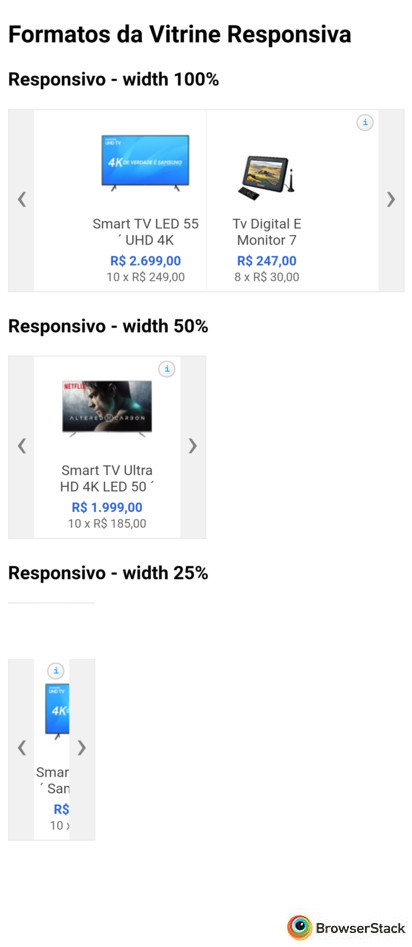 Formatos da Vitrine Responsiva
Responsivo - width 100%
i
UHD TV
4K DE VERDADE É SAMSUNG
❮
❯
Smart TV LED 55
´ UHD 4K
R$ 2.699,00
10 x R$ 249,00
Tv Digital E
Monitor 7
R$ 247,00
8 x R$ 30,00
Responsivo - width 50%
i
NETFLIX
ALTERED CARBON
❮
❯
Smart TV Ultra
HD 4K LED 50 ´
R$ 1.999,00
10 x R$ 185,00
Responsivo - width 25%
i
UHD TV
4K
❮
❯
Smar
´ San
R$
10 x
BrowserStack